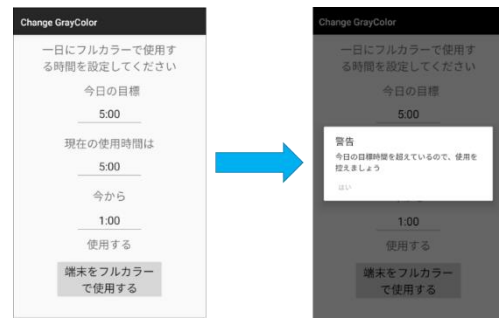 Change GrayColor
一日にフルカラーで使用す
る時間を設定してください
今日の目標
5:00
現在の使用時間は
5:00
今から
1:00
使用する
端末をフルカラー
で使用する
Change GrayColor
一日にフルカラーで使用す
る時間を設定してください
今日の目標
5:00
警告
今日の目標時間を超えているので、使用を
控えましょう
はい
1:00
使用する
端末をフルカラー
で使用する